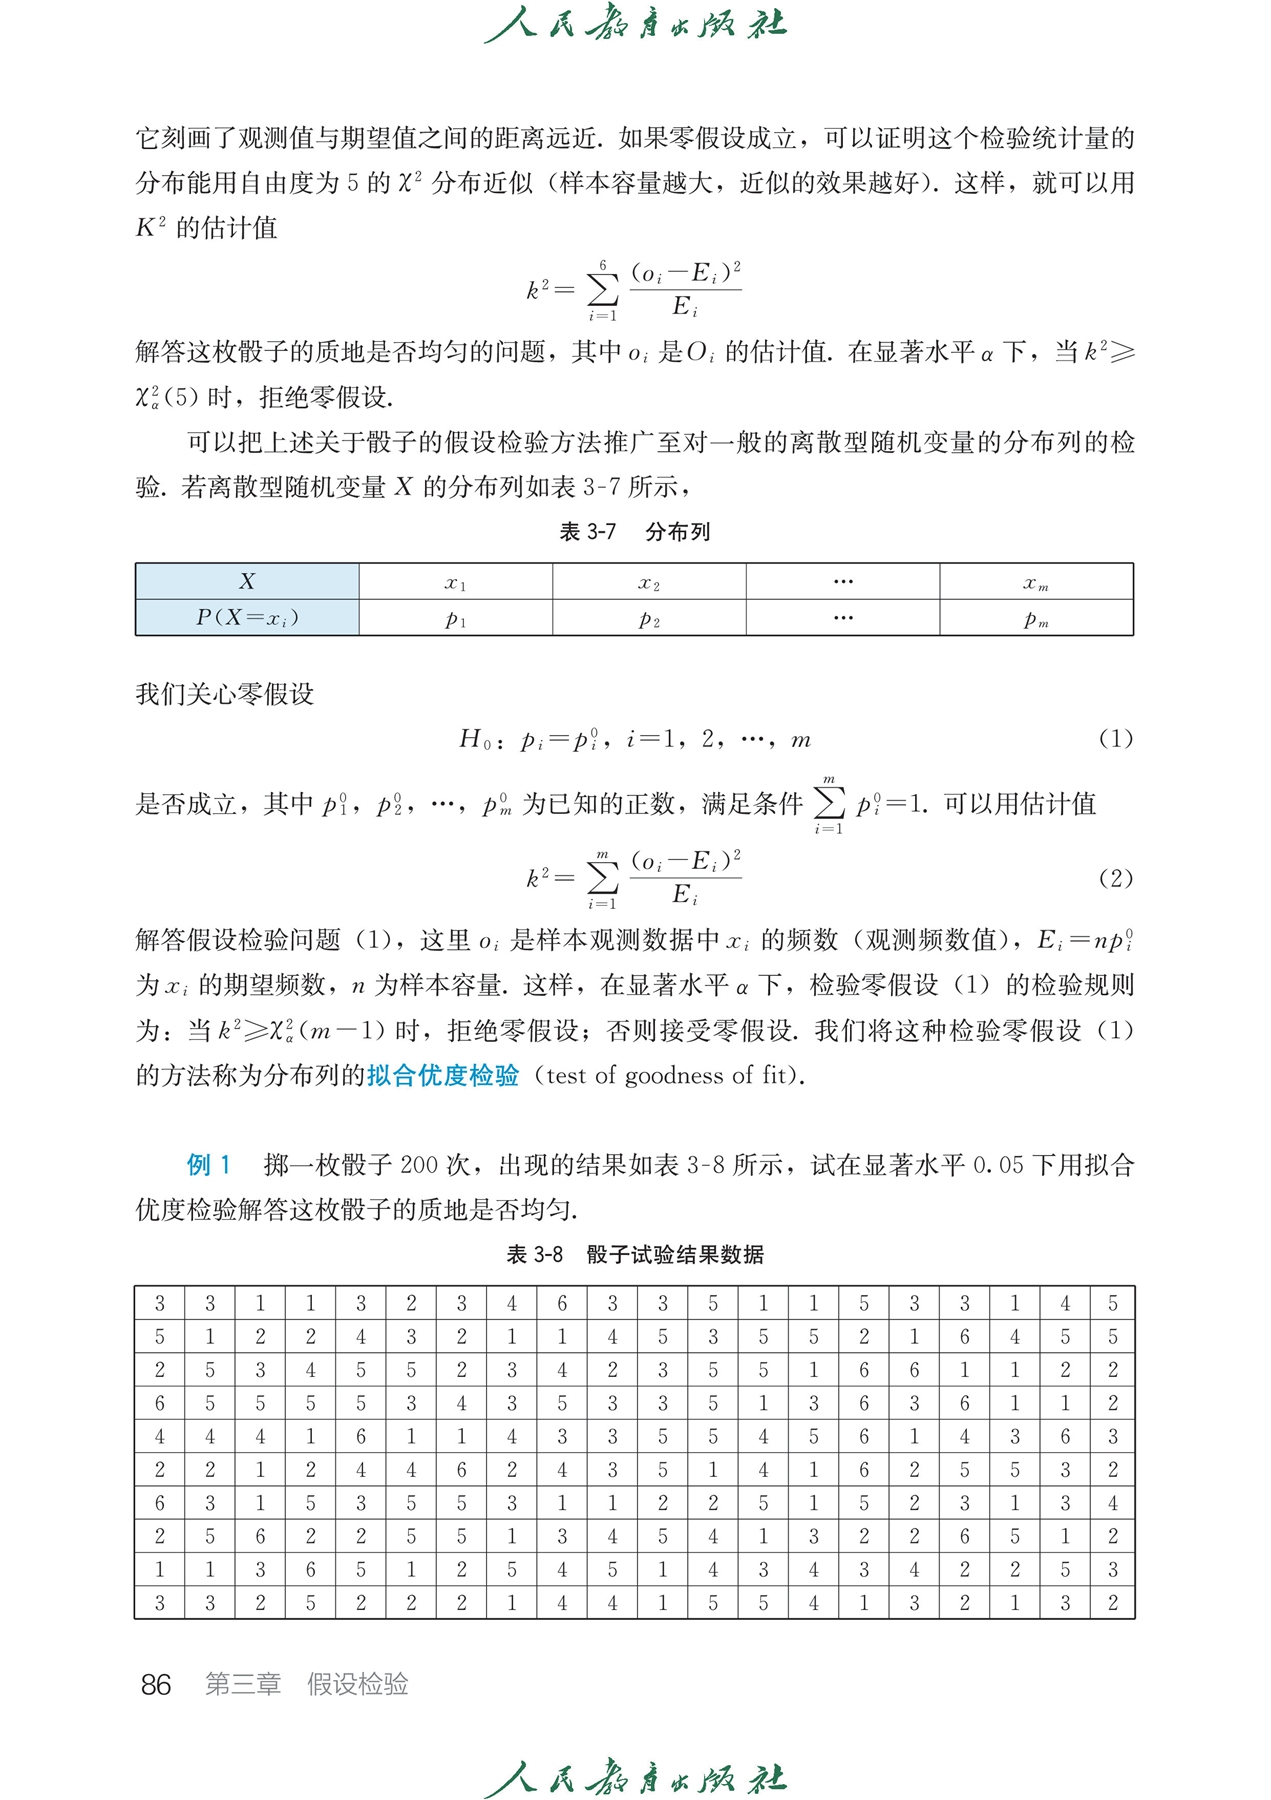 人民教育出版社
它刻画了观测值与期望值之间的距离远近. 如果零假设成立，可以证明这个检验统计量的
分布能用自由度为 5 的 χ² 分布近似（样本容量越大，近似的效果越好）. 这样，就可以用
K² 的估计值
k²=∑_{i=1}^{6} (o_i−E_i)²/E_i
解答这枚骰子的质地是否均匀的问题，其中 o_i 是O_i 的估计值. 在显著水平 α 下，当 k²⩾
χ²_α(5) 时，拒绝零假设.
可以把上述关于骰子的假设检验方法推广至对一般的离散型随机变量的分布列的检
验. 若离散型随机变量 X 的分布列如表 3-7 所示，
表 3-7 分布列
X x_1 x_2 … x_m
P(X=x_i) p_1 p_2 … p_m
我们关心零假设
H_0：p_i=p_i^0，i=1，2，…，m (1)
是否成立，其中 p_1^0，p_2^0，…，p_m^0 为已知的正数，满足条件 ∑_{i=1}^{m} p_i^0=1. 可以用估计值
k²=∑_{i=1}^{m} (o_i−E_i)²/E_i (2)
解答假设检验问题（1），这里 o_i 是样本观测数据中 x_i 的频数（观测频数值），E_i=np_i^0
为 x_i 的期望频数，n 为样本容量. 这样，在显著水平 α 下，检验零假设（1）的检验规则
为：当 k²⩾χ²_α(m−1) 时，拒绝零假设；否则接受零假设. 我们将这种检验零假设（1）
的方法称为分布列的拟合优度检验（test of goodness of fit）.
例 1 掷一枚骰子 200 次，出现的结果如表 3-8 所示，试在显著水平 0.05 下用拟合
优度检验解答这枚骰子的质地是否均匀.
表 3-8 骰子试验结果数据
3 3 1 1 3 2 3 4 6 3 3 5 1 1 5 3 3 1 4 5
5 1 2 2 4 3 2 1 1 4 5 3 5 5 2 1 6 4 5 5
2 5 3 4 5 5 2 3 4 2 3 5 5 1 6 6 1 1 2 2
6 5 5 5 5 3 4 3 5 3 3 5 1 3 6 3 6 1 1 2
4 4 4 1 6 1 1 4 3 3 5 5 4 5 6 1 4 3 6 3
2 2 1 2 4 4 6 2 4 3 5 1 4 1 6 2 5 5 3 2
6 3 1 5 3 5 5 3 1 1 2 2 5 1 5 2 3 1 3 4
2 5 6 2 2 5 5 1 3 4 5 4 1 3 2 2 6 5 1 2
1 1 3 6 5 1 2 5 4 5 1 4 3 4 3 4 2 2 5 3
3 3 2 5 2 2 2 1 4 4 1 5 5 4 1 3 2 1 3 2
86 第三章 假设检验
人民教育出版社